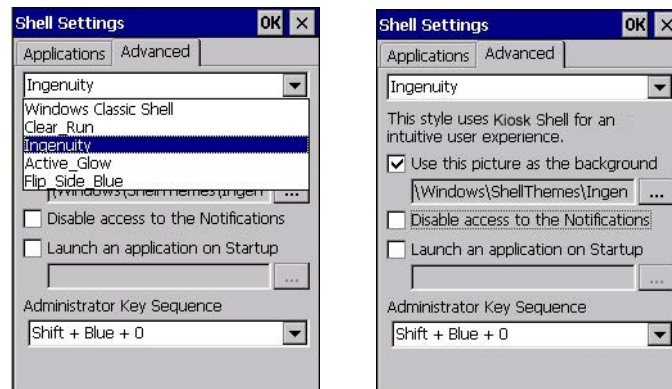 Shell Settings OK ×
Applications Advanced
Ingenuity
Windows Classic Shell
Clear_Run
Ingenuity
Active_Glow
Flip_Side_Blue
\Windows\ShellThemes\Ingen ...
Disable access to the Notifications
Launch an application on Startup
...
Administrator Key Sequence
Shift + Blue + 0
Shell Settings OK ×
Applications Advanced
Ingenuity
This style uses Kiosk Shell for an
intuitive user experience.
Use this picture as the background
\Windows\ShellThemes\Ingen ...
Disable access to the Notifications
Launch an application on Startup
...
Administrator Key Sequence
Shift + Blue + 0